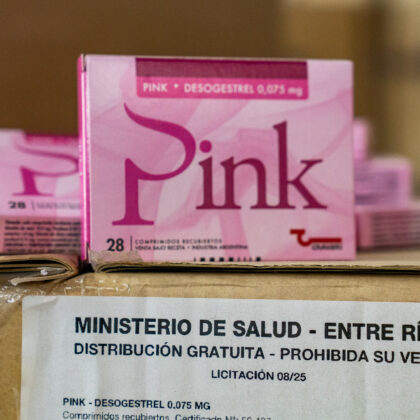 PINK • DESOGESTREL 0,075 mg
Pink
28 COMPRIMIDOS RECUBIERTOS
VENTA BAJO RECETA • INDUSTRIA ARGENTINA
28
MINISTERIO DE SALUD - ENTRE RÍ
DISTRIBUCIÓN GRATUITA - PROHIBIDA SU VE
LICITACIÓN 08/25
PINK - DESOGESTREL 0.075 MG
Comprimidos recubiertos. Certificado